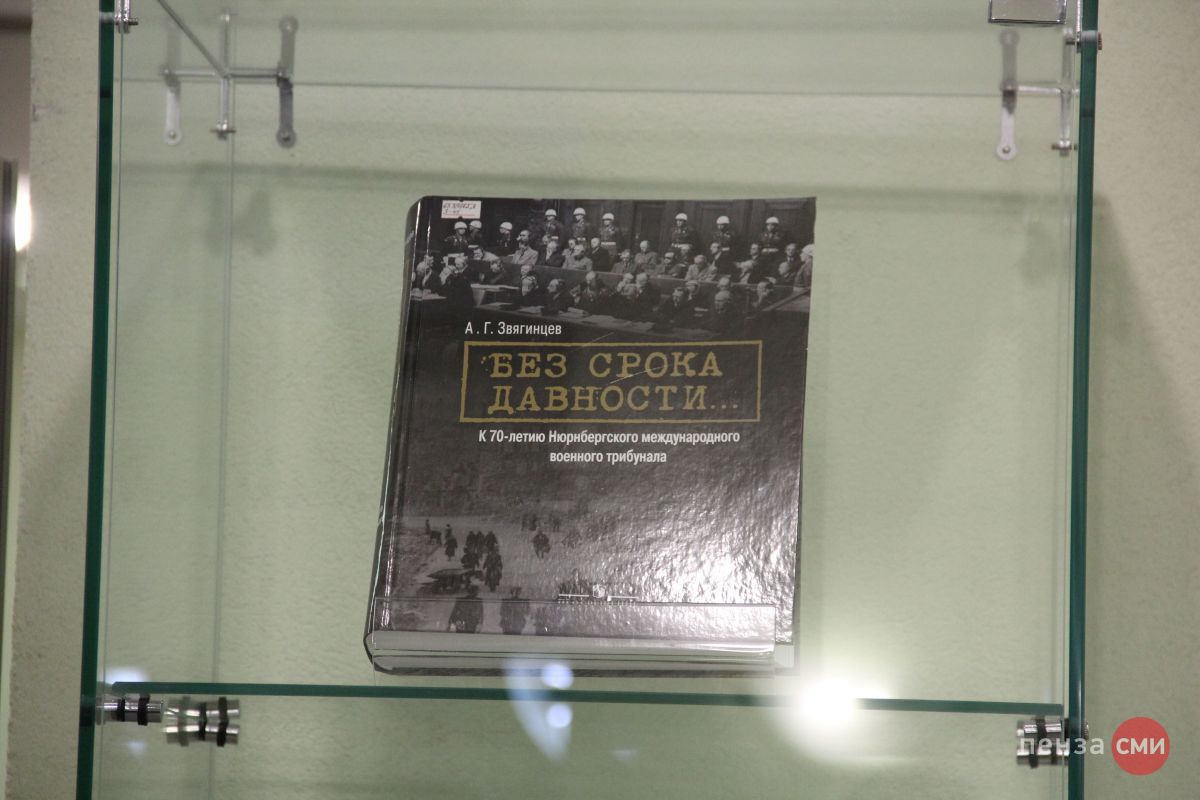 А. Г. Звягинцев
БЕЗ СРОКА
ДАВНОСТИ...
К 70-летию Нюрнбергского международного
военного трибунала
пенза сми